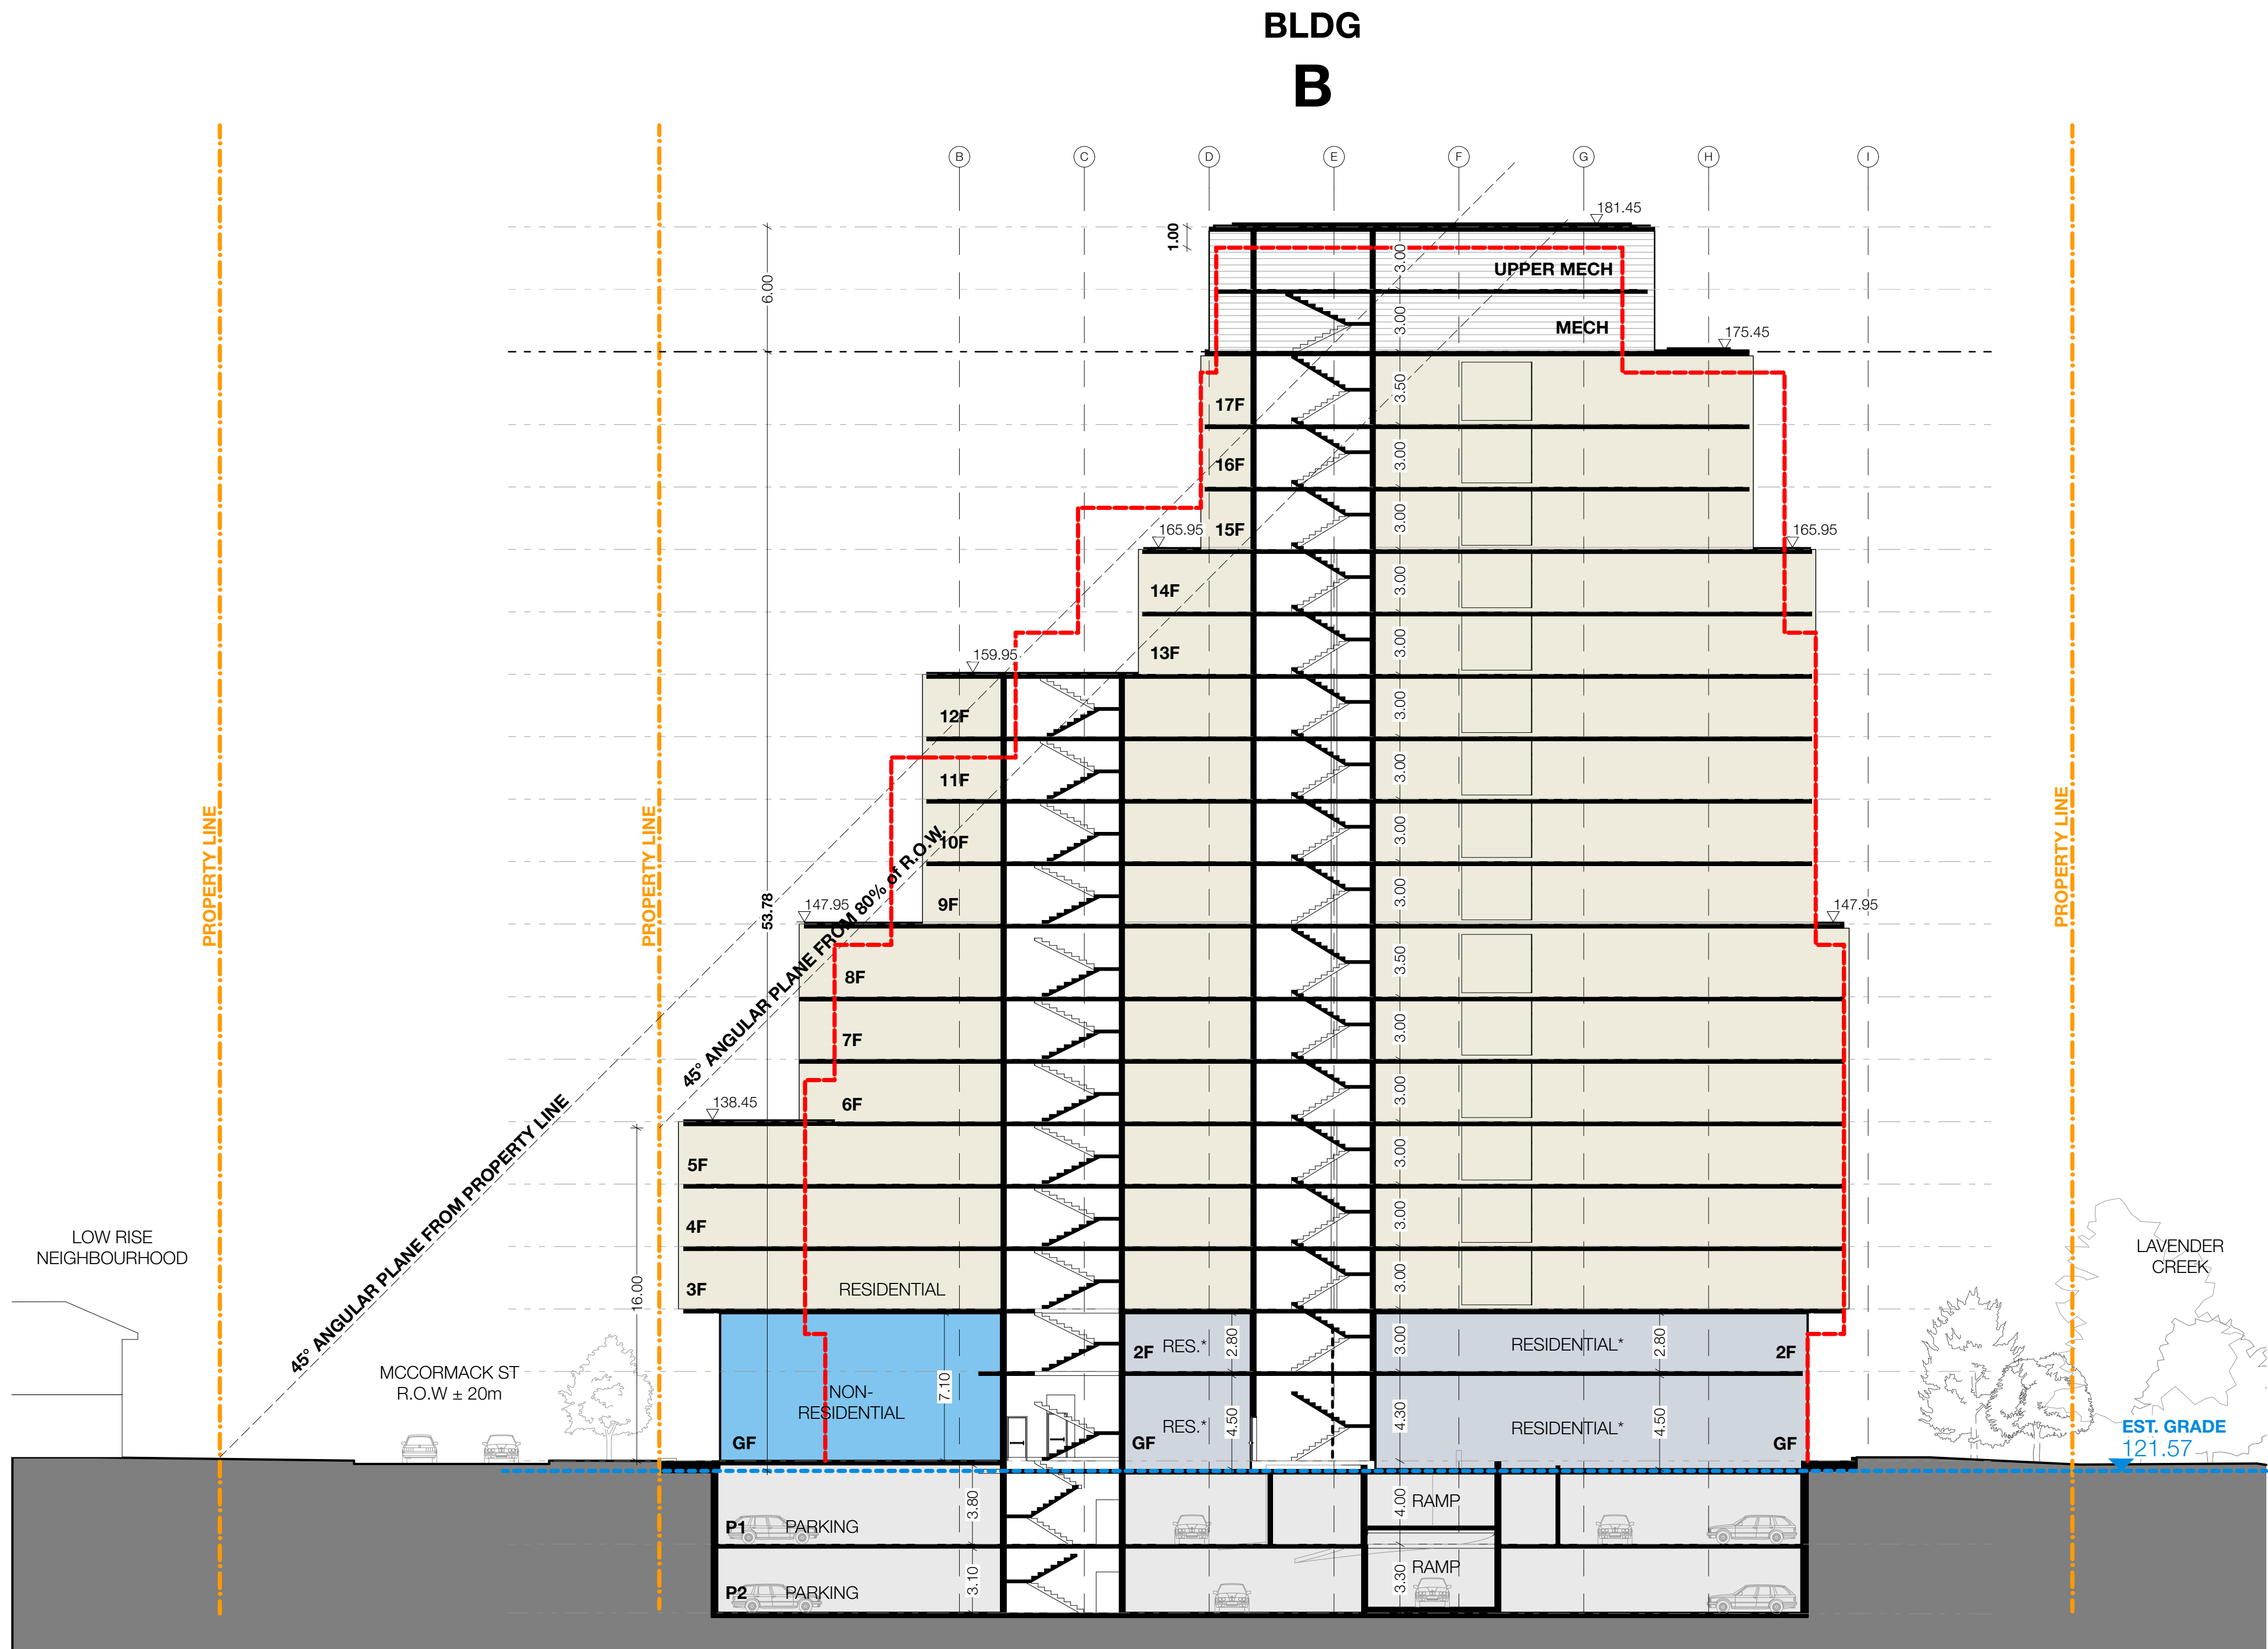 BLDG
B
B
C
D
E
F
G
H
I
181.45
1.00
3.00
6.00
UPPER MECH
3.00
MECH
175.45
3.50
17F
3.00
16F
3.00
15F
165.95
165.95
3.00
14F
3.00
13F
159.95
3.00
12F
3.00
11F
3.00
10F
3.00
9F
53.78
147.95
147.95
PROPERTY LINE
PROPERTY LINE
PROPERTY LINE
45° ANGULAR PLANE FROM 80% of R.O.W.
45° ANGULAR PLANE FROM PROPERTY LINE
3.50
8F
3.00
7F
3.00
6F
138.45
3.00
5F
3.00
4F
3.00
3F
RESIDENTIAL
16.00
LOW RISE
NEIGHBOURHOOD
LAVENDER
CREEK
MCCORMACK ST
R.O.W ± 20m
2F
RES.*
2.80
3.00
RESIDENTIAL*
2.80
2F
NON-
RESIDENTIAL
7.10
GF
RES.*
GF
4.50
4.30
RESIDENTIAL*
4.50
GF
EST. GRADE
121.57
P1
PARKING
3.80
4.00
RAMP
P2
PARKING
3.10
3.30
RAMP